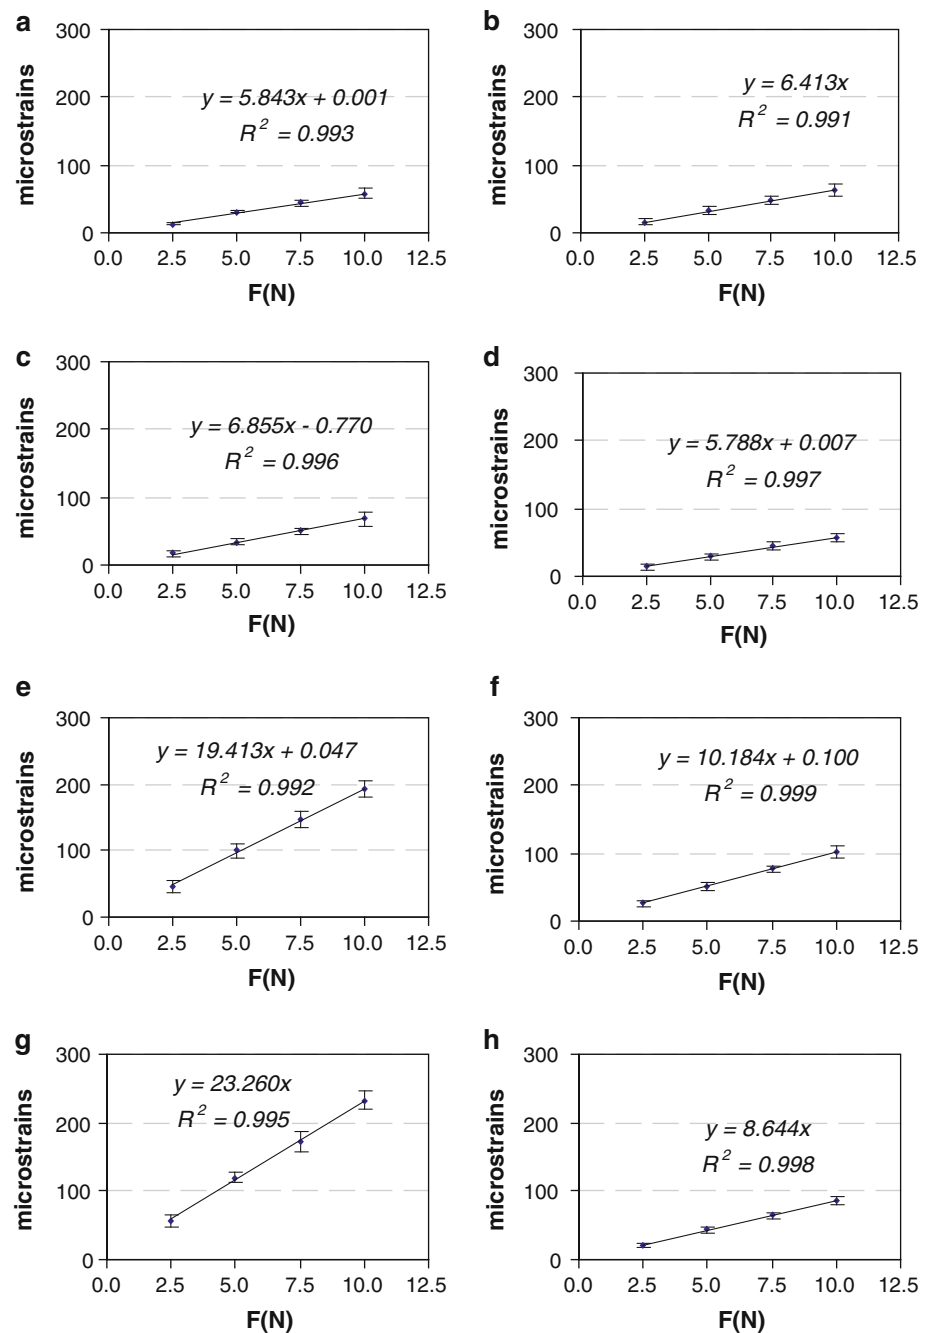 a
300
200
100
0
microstrains
y = 5.843x + 0.001
R² = 0.993
0.0 2.5 5.0 7.5 10.0 12.5
F(N)
b
300
200
100
0
microstrains
y = 6.413x
R² = 0.991
0.0 2.5 5.0 7.5 10.0 12.5
F(N)
c
300
200
100
0
microstrains
y = 6.855x - 0.770
R² = 0.996
0.0 2.5 5.0 7.5 10.0 12.5
F(N)
d
300
200
100
0
microstrains
y = 5.788x + 0.007
R² = 0.997
0.0 2.5 5.0 7.5 10.0 12.5
F(N)
e
300
200
100
0
microstrains
y = 19.413x + 0.047
R² = 0.992
0.0 2.5 5.0 7.5 10.0 12.5
F(N)
f
300
200
100
0
microstrains
y = 10.184x + 0.100
R² = 0.999
0.0 2.5 5.0 7.5 10.0 12.5
F(N)
g
300
200
100
0
microstrains
y = 23.260x
R² = 0.995
0.0 2.5 5.0 7.5 10.0 12.5
F(N)
h
300
200
100
0
microstrains
y = 8.644x
R² = 0.998
0.0 2.5 5.0 7.5 10.0 12.5
F(N)